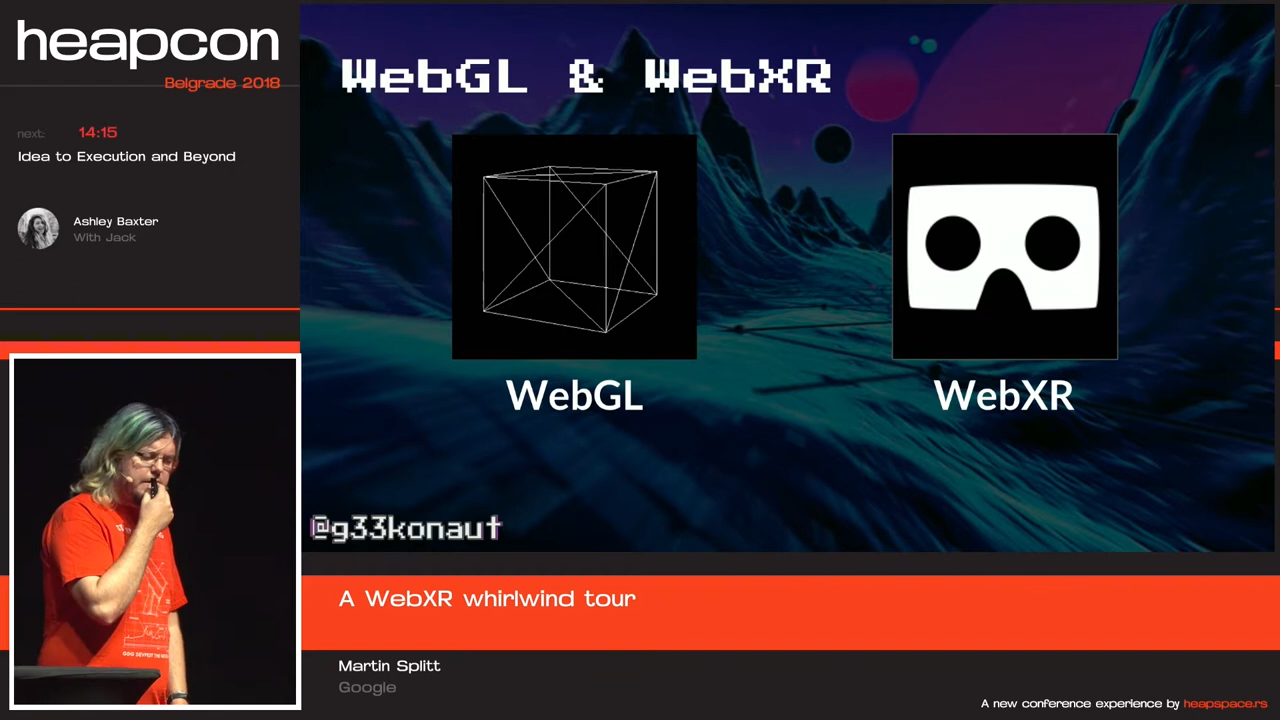 heapcon
Belgrade 2018
next: 14:15
Idea to Execution and Beyond
Ashley Baxter
With Jack
WebGL & WebXR
WebGL
WebXR
@g33konaut
A WebXR whirlwind tour
Martin Splitt
Google
A new conference experience by heapspace.rs